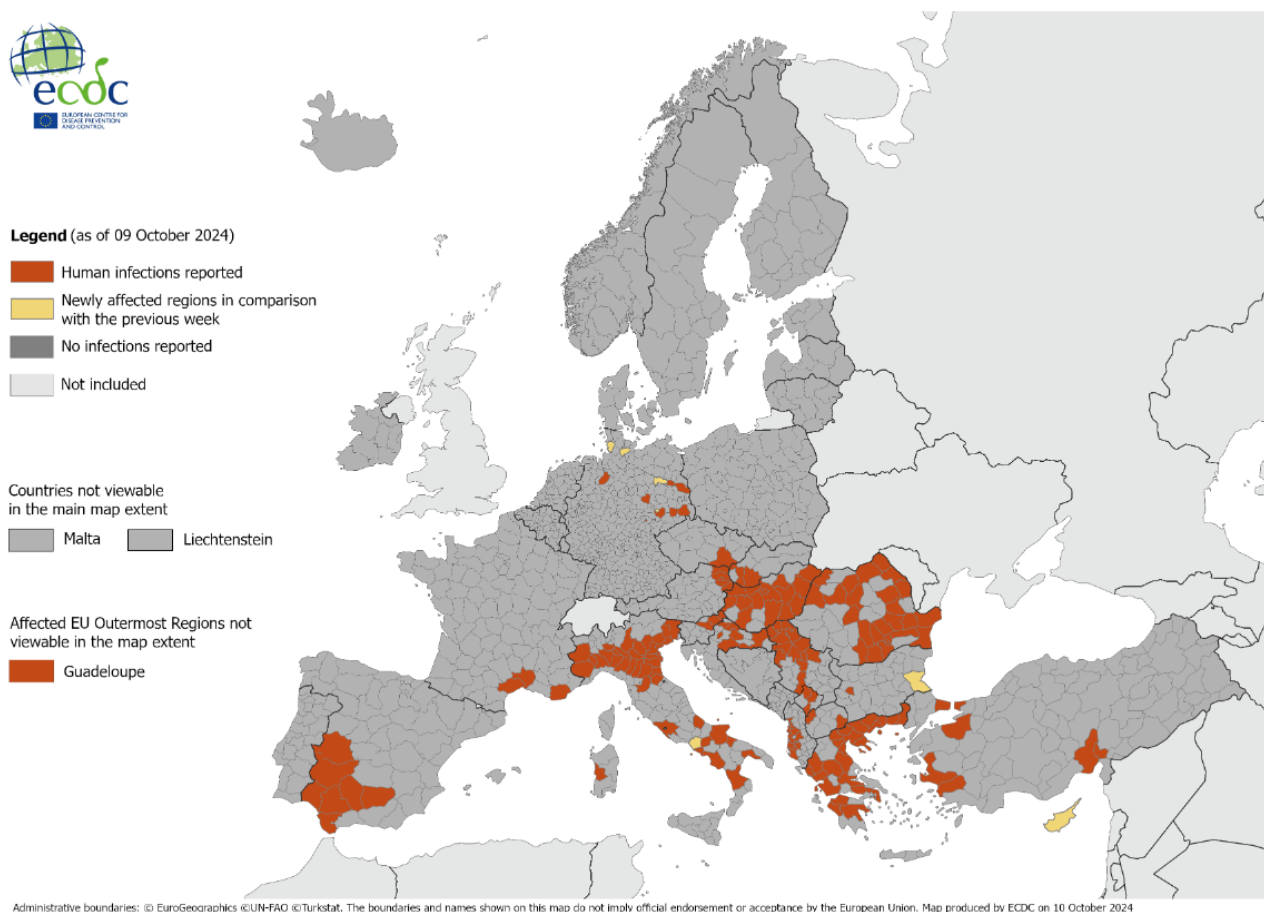 ecdc
EUROPEAN CENTRE FOR
DISEASE PREVENTION
AND CONTROL
Legend (as of 09 October 2024)
Human infections reported
Newly affected regions in comparison
with the previous week
No infections reported
Not included
Countries not viewable
in the main map extent
Malta
Liechtenstein
Affected EU Outermost Regions not
viewable in the map extent
Guadeloupe
Administrative boundaries: © EuroGeographics ©UN-FAO ©Turkstat. The boundaries and names shown on this map do not imply official endorsement or acceptance by the European Union. Map produced by ECDC on 10 October 2024